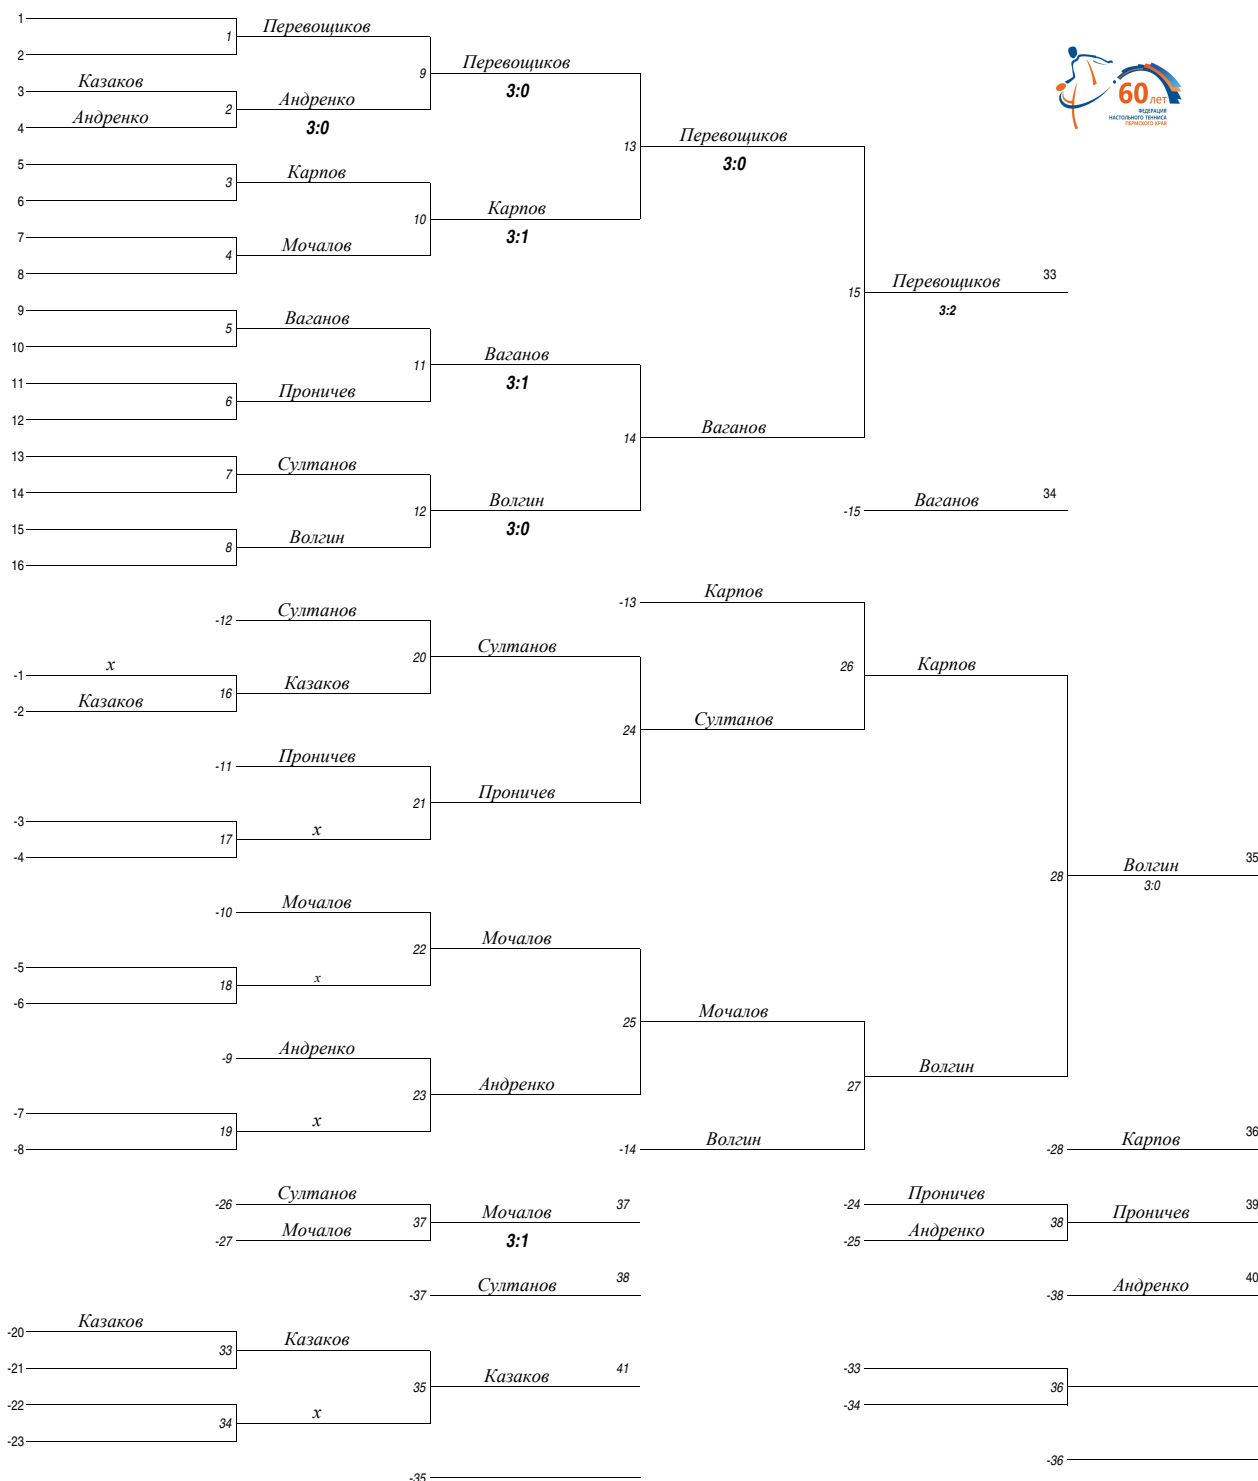 1
Перевощиков
1
2
Перевощиков
9
3:0
Казаков
3
Андренко
2
3:0
Андренко
4
Перевощиков
13
3:0
5
Карпов
3
6
Карпов
10
3:1
7
Мочалов
4
8
Перевощиков
33
15
3:2
9
Ваганов
5
10
Ваганов
11
3:1
11
Проничев
6
12
Ваганов
14
13
Султанов
7
14
Волгин
12
3:0
Ваганов
34
-15
15
Волгин
8
16
60 лет
ФЕДЕРАЦИЯ
НАСТОЛЬНОГО ТЕННИСА
ПЕРМСКОГО КРАЯ
Карпов
-13
Султанов
-12
Султанов
20
x
-1
Казаков
16
Казаков
-2
Карпов
26
Султанов
24
Проничев
-11
Проничев
21
-3
x
17
-4
Волгин
35
28
3:0
Мочалов
-10
Мочалов
22
-5
x
18
-6
Мочалов
25
Андренко
-9
Андренко
23
Волгин
27
-7
x
19
-8
Волгин
-14
Карпов
36
-28
Султанов
-26
Мочалов
37
37
3:1
Мочалов
-27
Проничев
-24
Проничев
39
38
Андренко
-25
Султанов
38
-37
Андренко
40
-38
Казаков
-20
Казаков
33
-21
Казаков
41
35
-22
x
34
-23
-33
36
-34
-36
-35